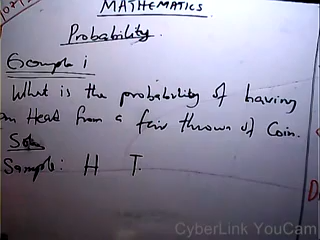 MATHEMATICS
Probability.
Example 1
What is the probability of having
an Head from a fair thrown of Coin.
Soln
Sample: H T.
CyberLink YouCam